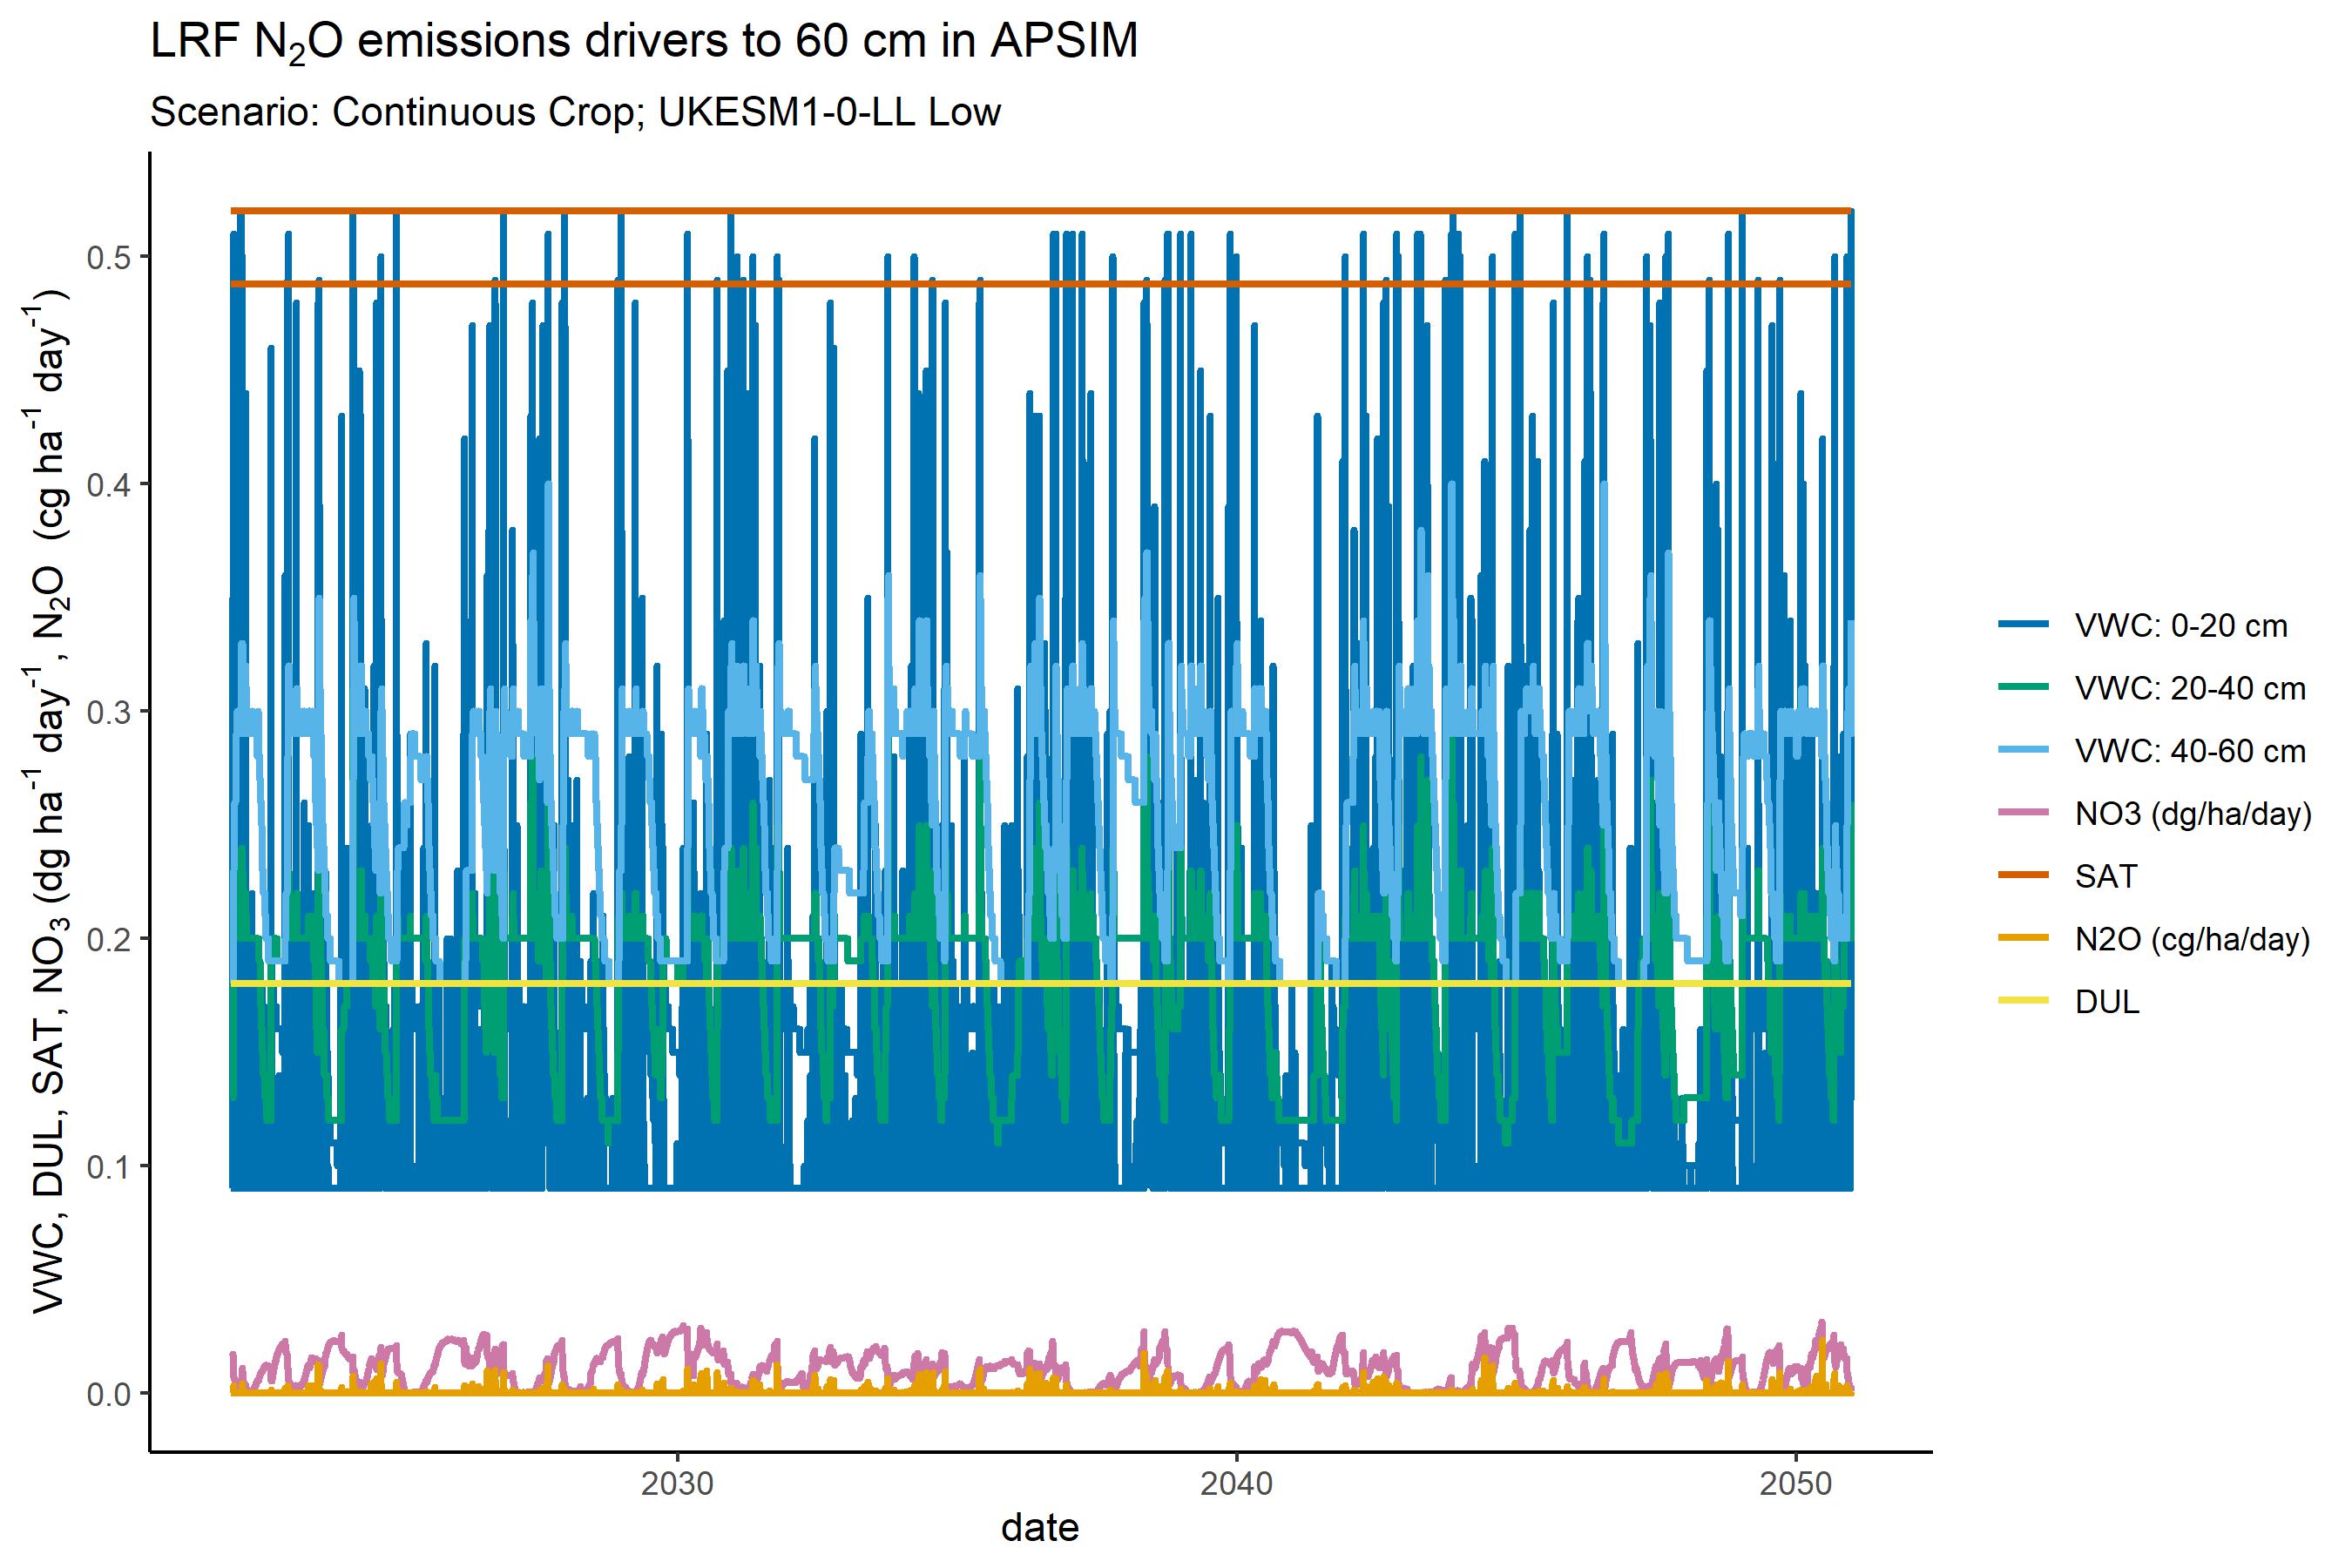 LRF N₂O emissions drivers to 60 cm in APSIM
Scenario: Continuous Crop; UKESM1-0-LL Low
VWC, DUL, SAT, NO₃ (dg ha⁻¹ day⁻¹, N₂O (cg ha⁻¹ day⁻¹)
0.5
0.4
0.3
0.2
0.1
0.0
2030 2040 2050
date
VWC: 0-20 cm
VWC: 20-40 cm
VWC: 40-60 cm
NO3 (dg/ha/day)
SAT
N2O (cg/ha/day)
DUL